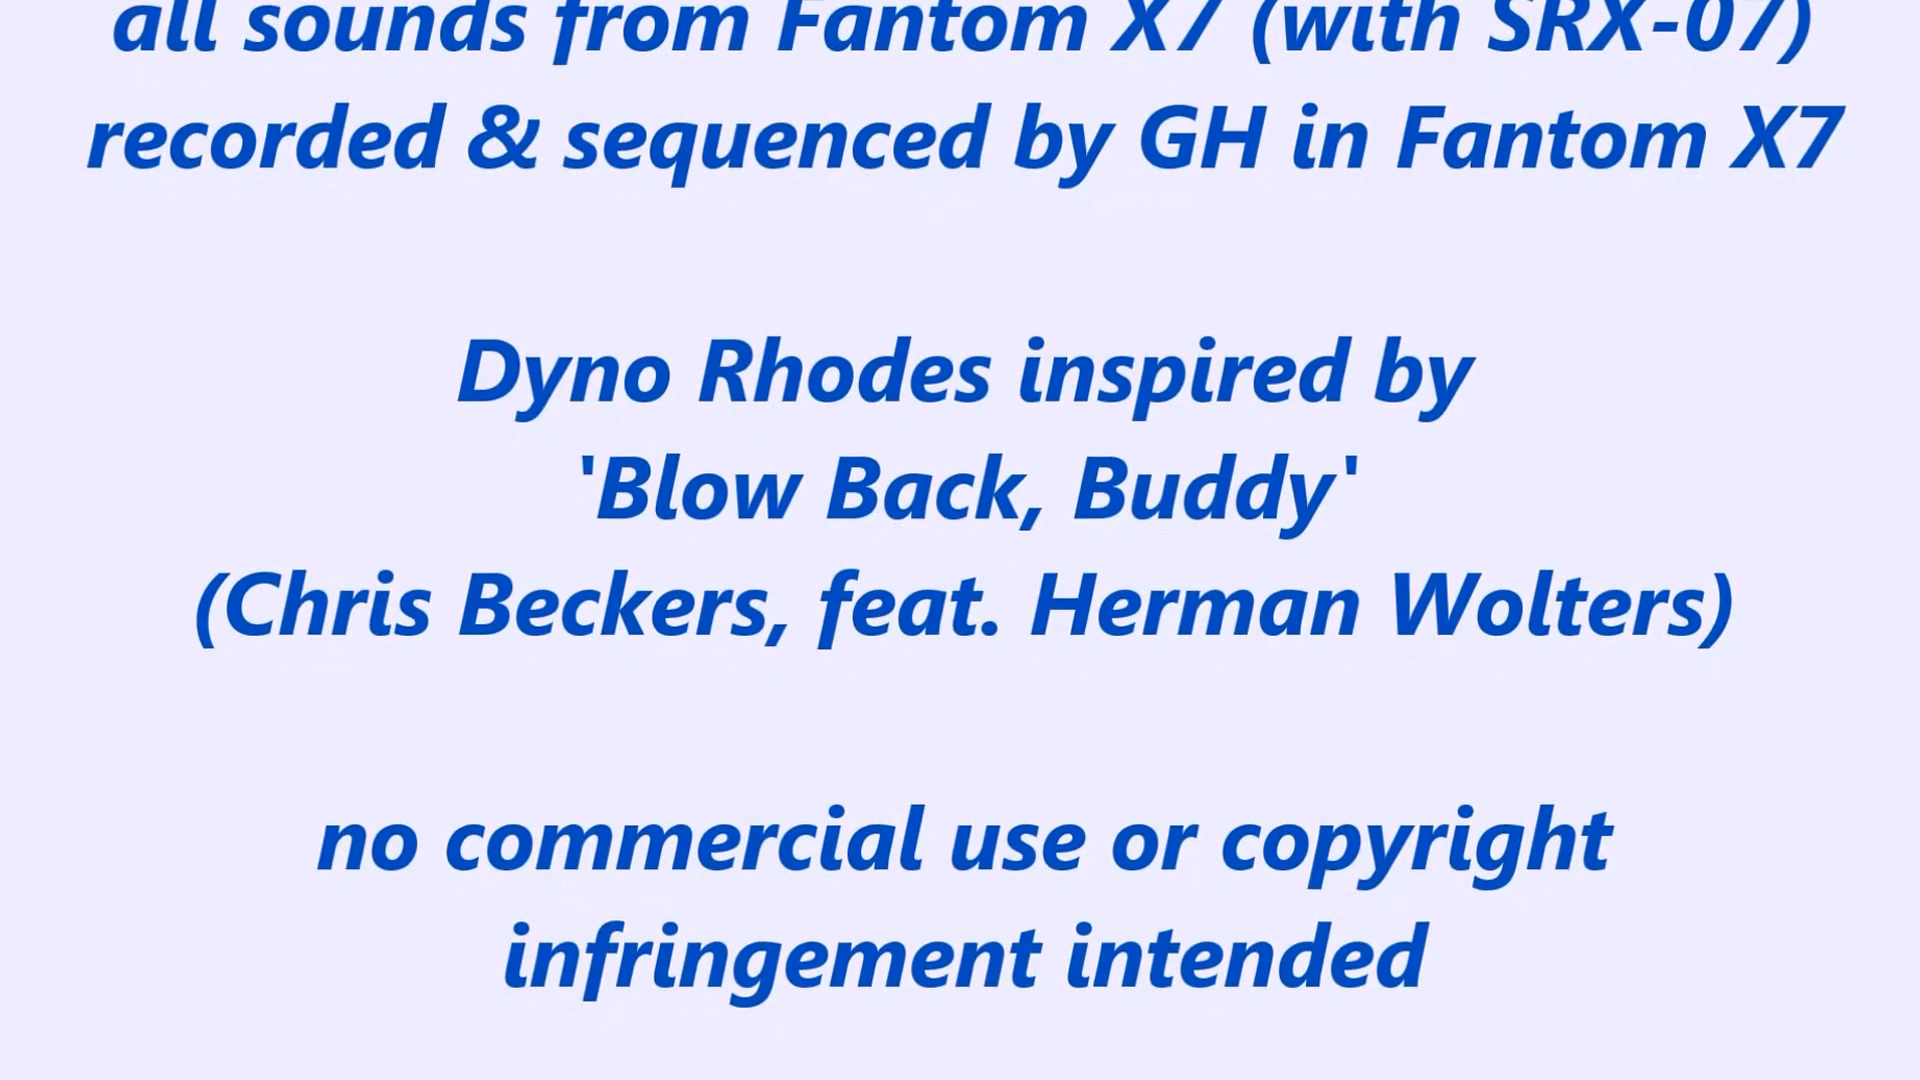 all sounds from Fantom X7 (with SRX-07)
recorded & sequenced by GH in Fantom X7
Dyno Rhodes inspired by
'Blow Back, Buddy'
(Chris Beckers, feat. Herman Wolters)
no commercial use or copyright
infringement intended